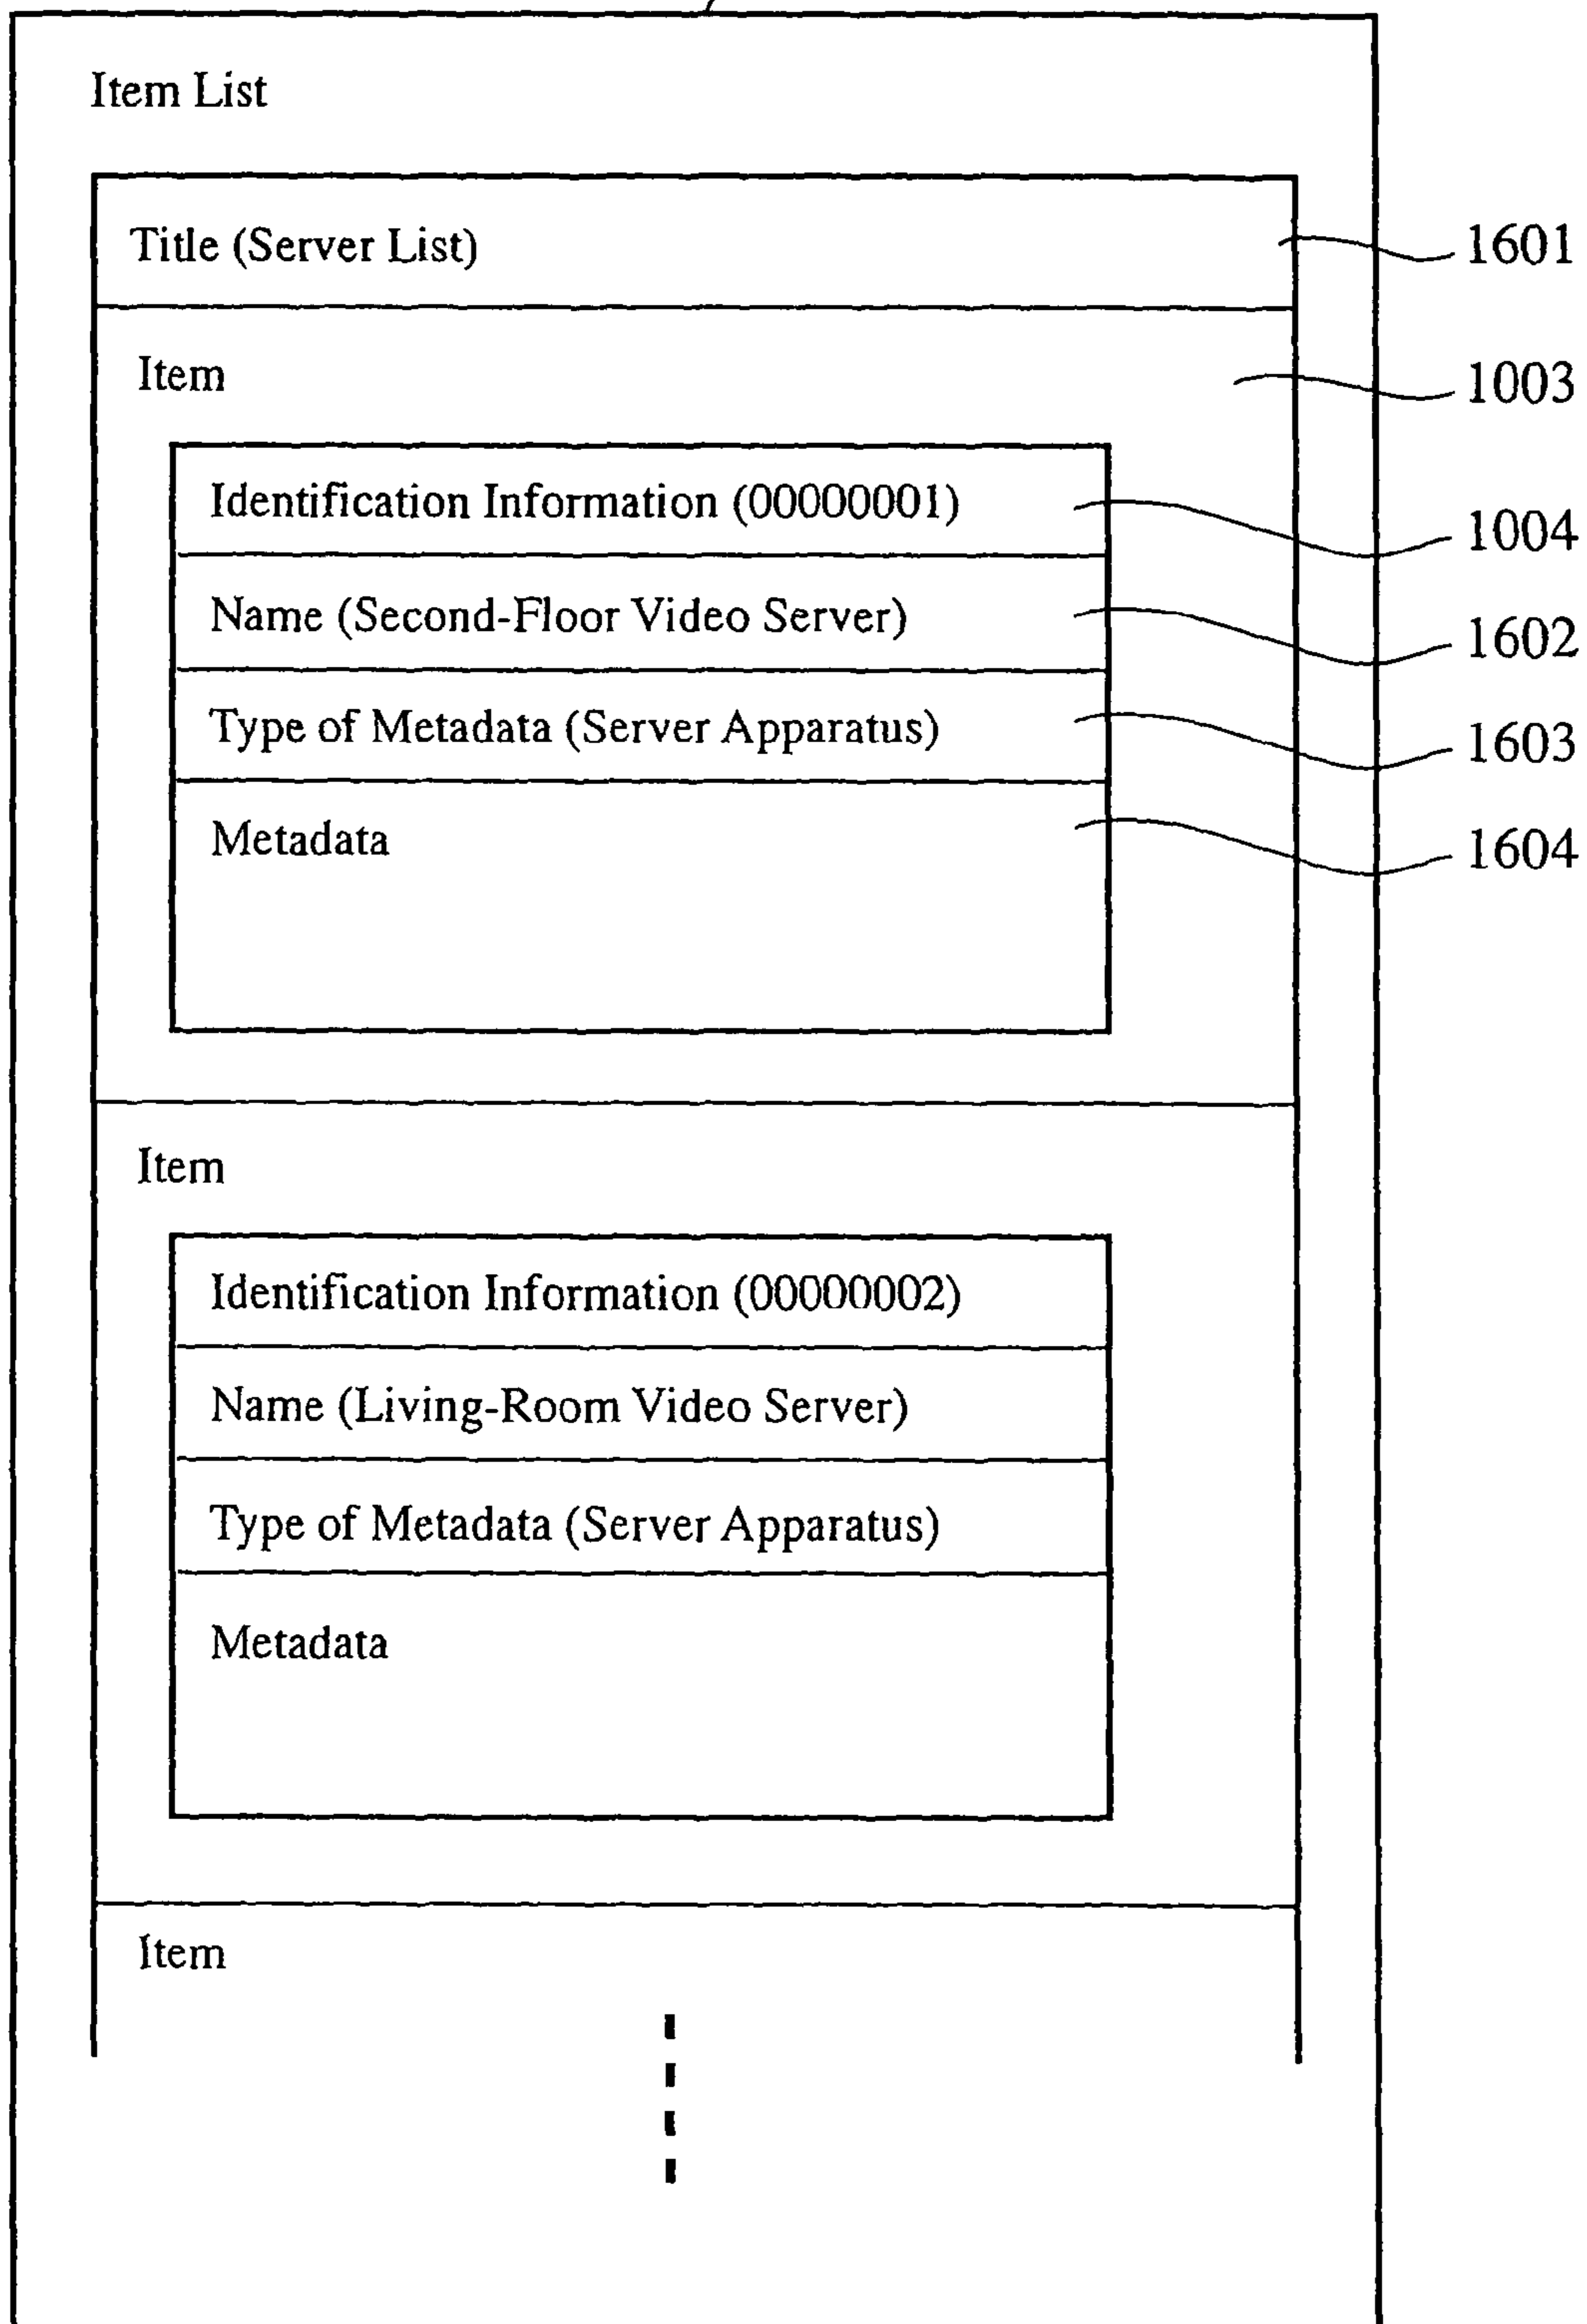 Item List
Title (Server List) 1601
Item 1003
Identification Information (00000001) 1004
Name (Second-Floor Video Server) 1602
Type of Metadata (Server Apparatus) 1603
Metadata 1604
Item
Identification Information (00000002)
Name (Living-Room Video Server)
Type of Metadata (Server Apparatus)
Metadata
Item